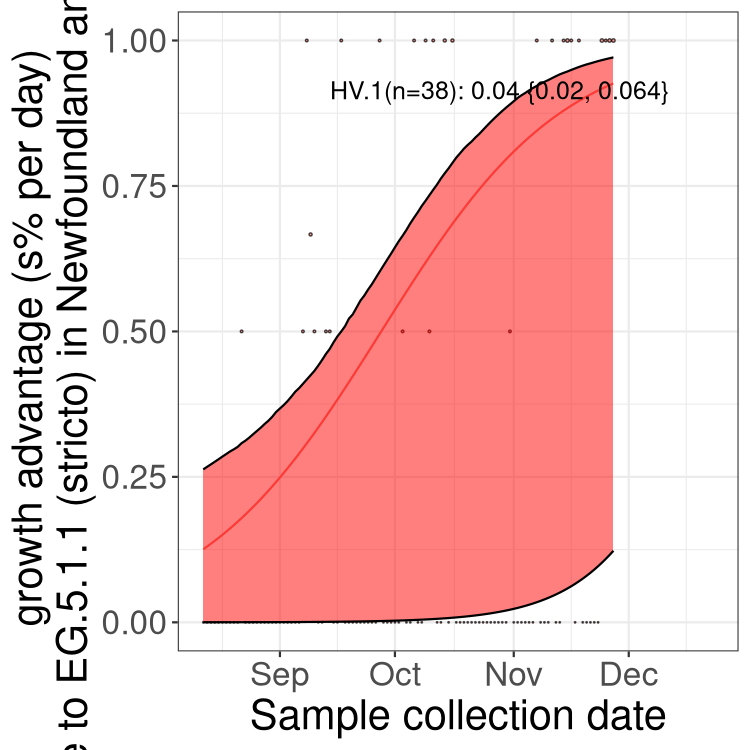 growth advantage (s% per day)
to EG.5.1.1 (stricto) in Newfoundland
1.00
0.75
0.50
0.25
0.00
HV.1(n=38): 0.04 {0.02, 0.064}
Sep Oct Nov Dec
Sample collection date